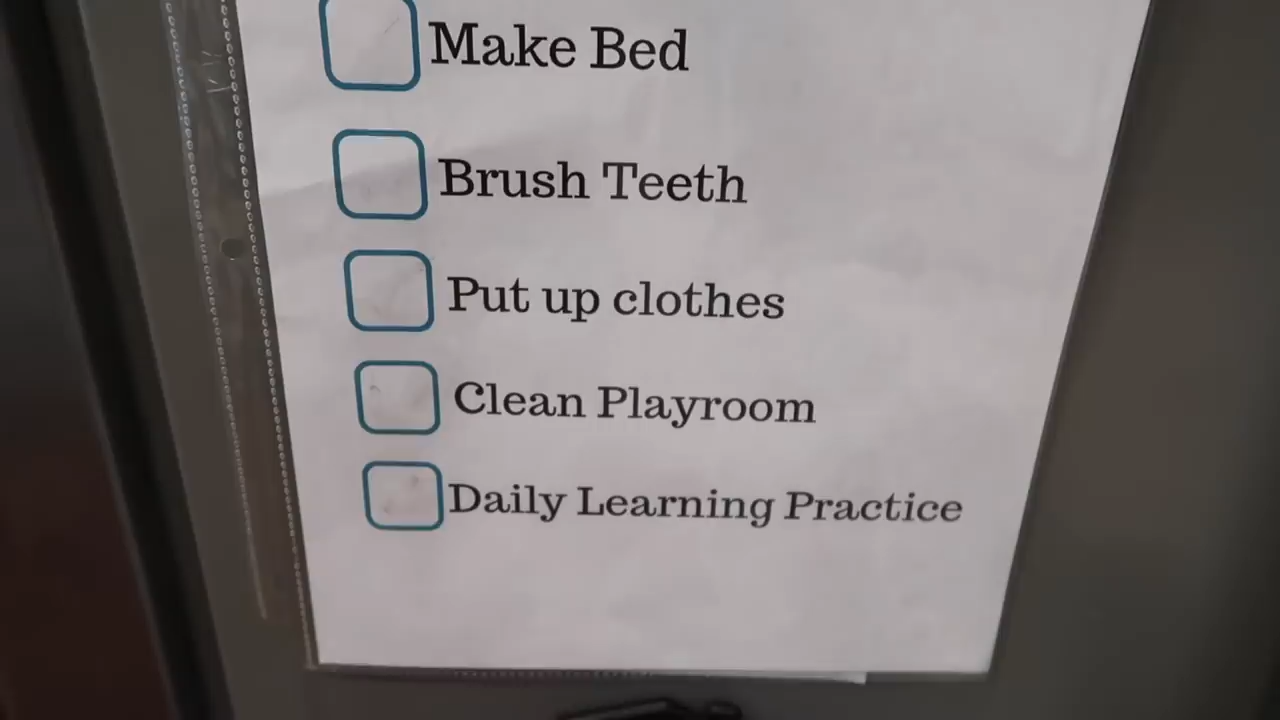 Make Bed
Brush Teeth
Put up clothes
Clean Playroom
Daily Learning Practice